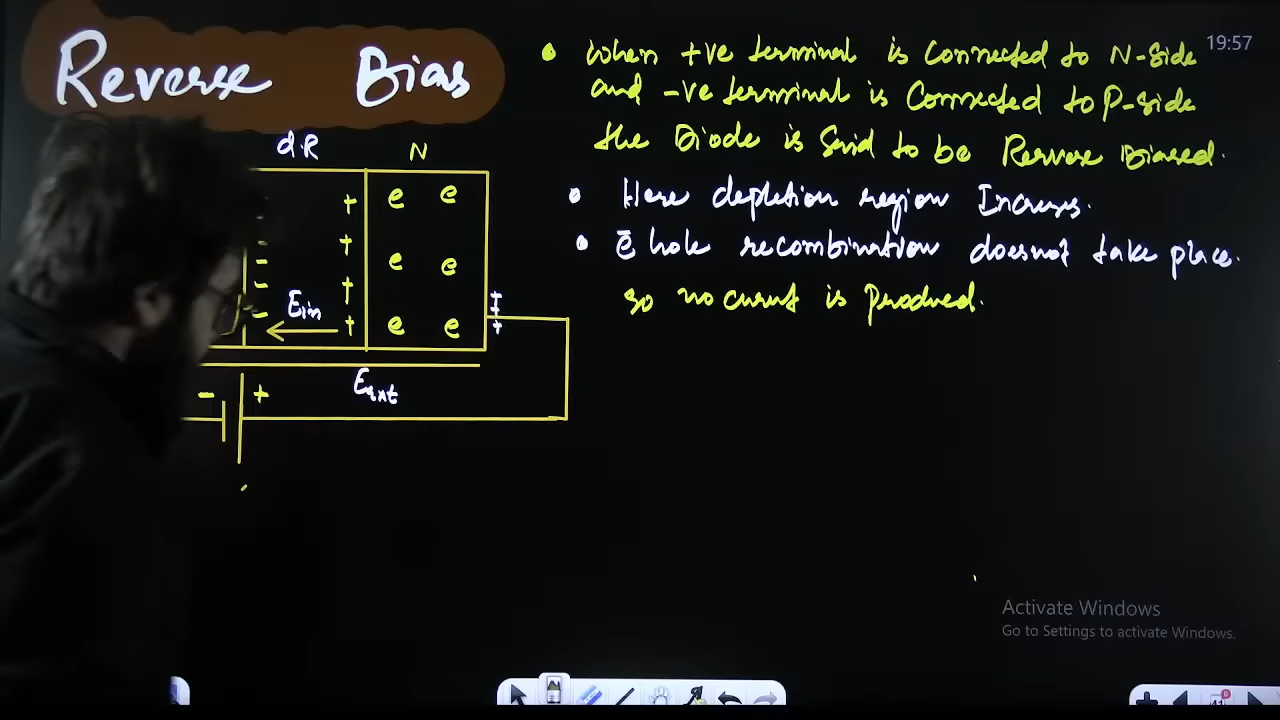 Reverse Bias
19:57
• When +ve terminal is Connected to N-Side
and -ve terminal is Connected to P-side
the Diode is Said to be Reverse Biased.
• Here depletion region Increases.
• ē hole recombination doesnot take place.
so no current is produced.
d.R N
+ e e
- + e e
- +
- Ein + e e
+
+
+
- + Eext
Activate Windows
Go to Settings to activate Windows.